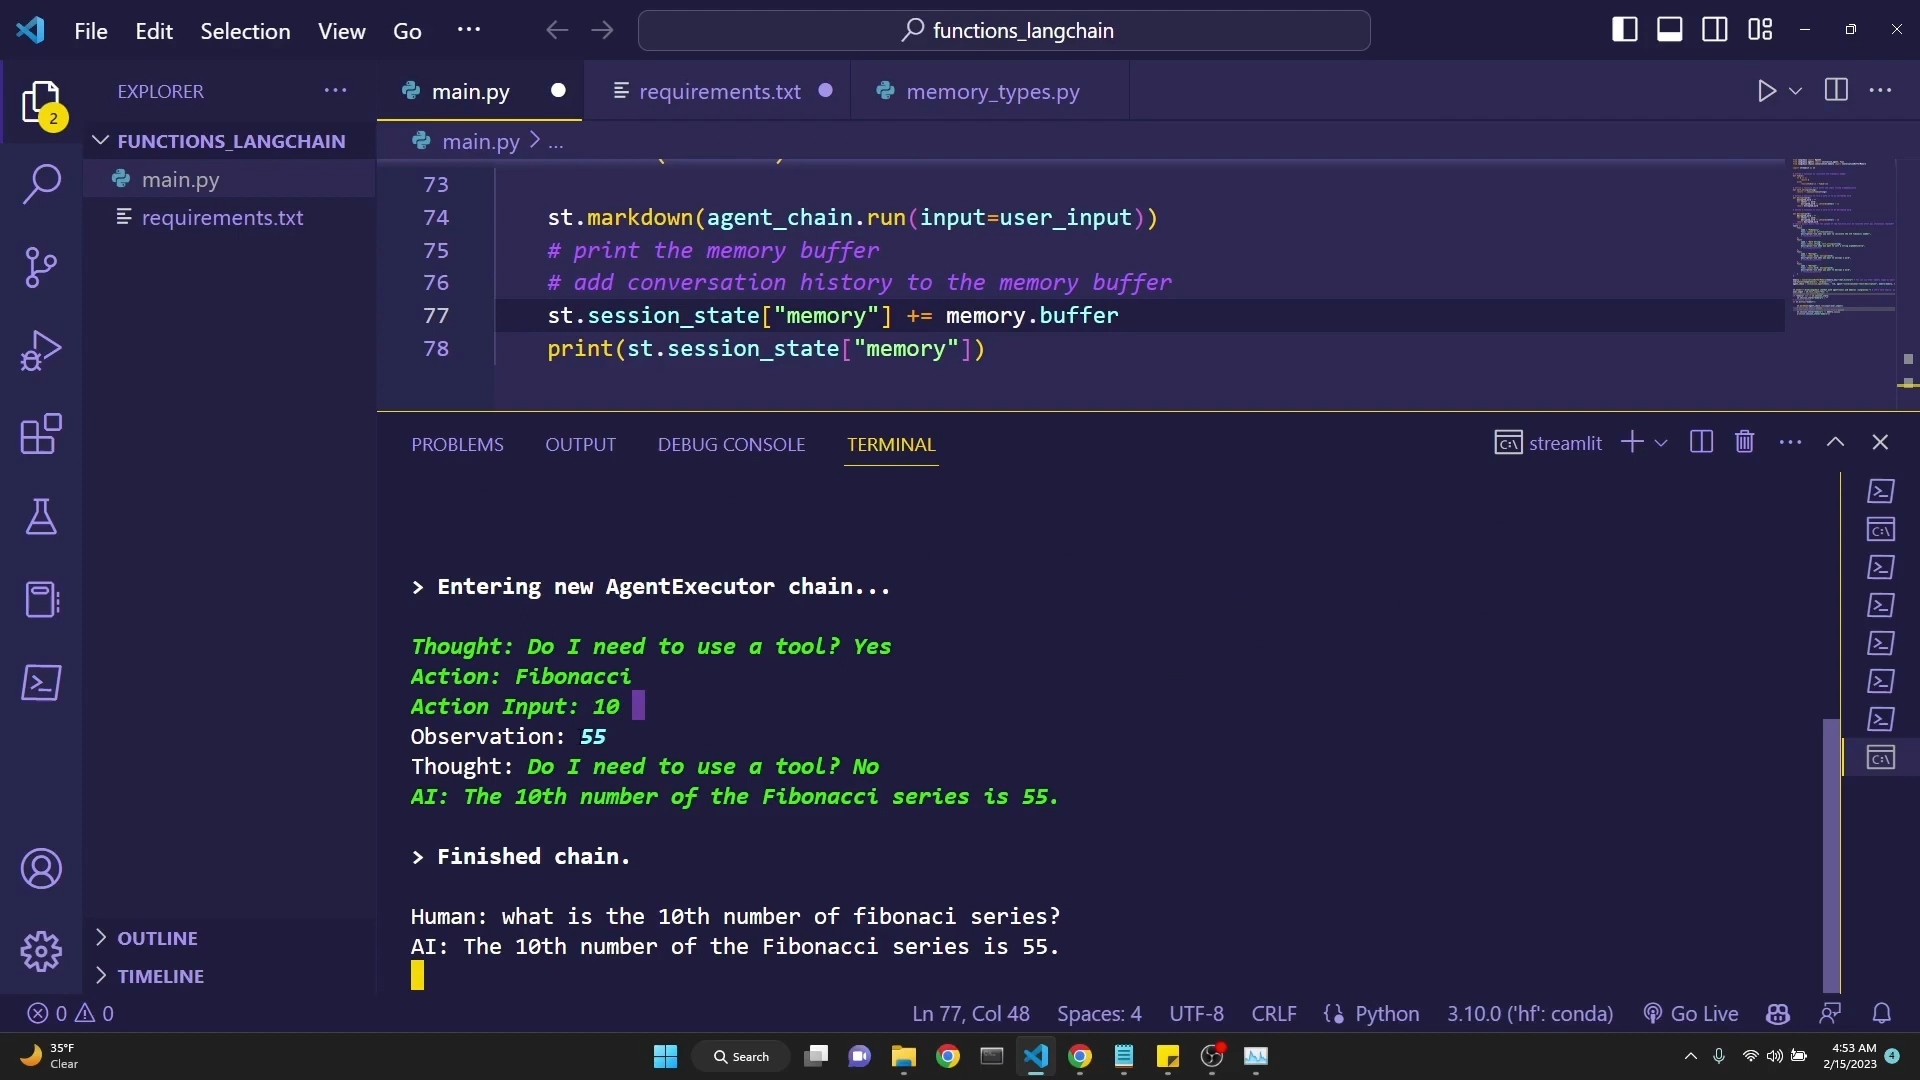 File Edit Selection View Go ··· functions_langchain
EXPLORER ···
main.py requirements.txt memory_types.py
2
FUNCTIONS_LANGCHAIN
main.py > ...
main.py
requirements.txt
73
74 st.markdown(agent_chain.run(input=user_input))
75 # print the memory buffer
76 # add conversation history to the memory buffer
77 st.session_state["memory"] += memory.buffer
78 print(st.session_state["memory"])
PROBLEMS OUTPUT DEBUG CONSOLE TERMINAL streamlit
> Entering new AgentExecutor chain...
Thought: Do I need to use a tool? Yes
Action: Fibonacci
Action Input: 10
Observation: 55
Thought: Do I need to use a tool? No
AI: The 10th number of the Fibonacci series is 55.
> Finished chain.
Human: what is the 10th number of fibonaci series?
AI: The 10th number of the Fibonacci series is 55.
OUTLINE
TIMELINE
0 0 Ln 77, Col 48 Spaces: 4 UTF-8 CRLF Python 3.10.0 ('hf': conda) Go Live
35°F
Clear
Search
4:53 AM
2/15/2023
4